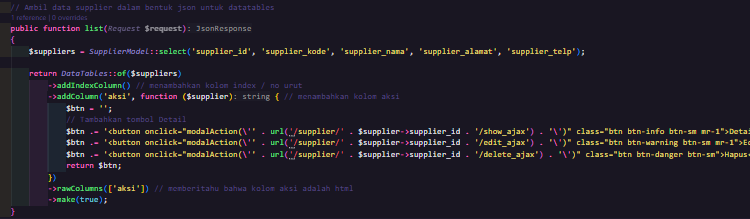 // Ambil data supplier dalam bentuk json untuk datatables
1 reference | 0 overrides
public function list(Request $request): JsonResponse
{
$suppliers = SupplierModel::select('supplier_id', 'supplier_kode', 'supplier_nama', 'supplier_alamat', 'supplier_telp');
return DataTables::of($suppliers)
->addIndexColumn() // menambahkan kolom index / no urut
->addColumn('aksi', function ($supplier): string { // menambahkan kolom aksi
$btn = '';
// Tambahkan tombol Detail
$btn .= '<button onclick="modalAction(\'' . url('/supplier/' . $supplier->supplier_id . '/show_ajax') . '\')" class="btn btn-info btn-sm mr-1">Detai
$btn .= '<button onclick="modalAction(\'' . url('/supplier/' . $supplier->supplier_id . '/edit_ajax') . '\')" class="btn btn-warning btn-sm mr-1">Ed
$btn .= '<button onclick="modalAction(\'' . url('/supplier/' . $supplier->supplier_id . '/delete_ajax') . '\')" class="btn btn-danger btn-sm">Hapus<
return $btn;
})
->rawColumns(['aksi']) // memberitahu bahwa kolom aksi adalah html
->make(true);
}